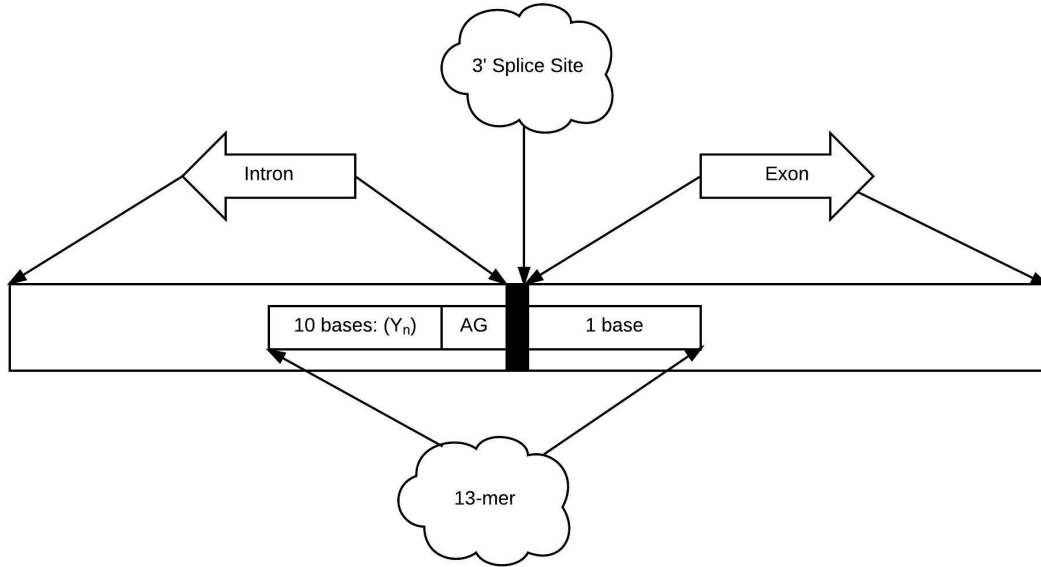 3' Splice Site
Intron
Exon
10 bases: (Yₙ)
AG
1 base
13-mer